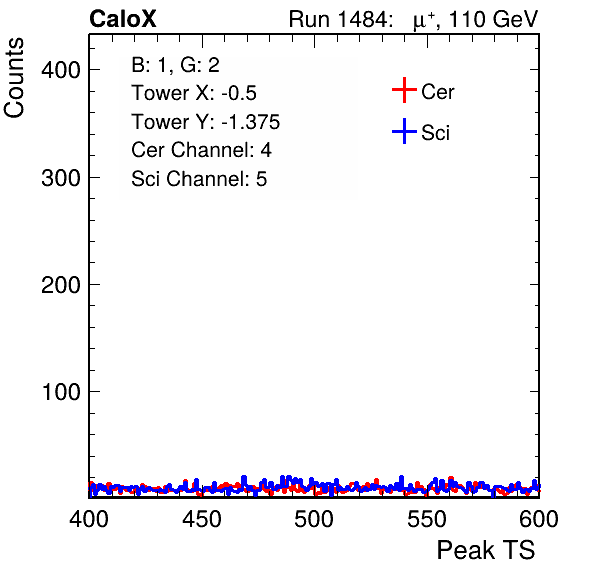 CaloX Run 1484: μ⁺, 110 GeV
Counts
B: 1, G: 2
Tower X: -0.5
Tower Y: -1.375
Cer Channel: 4
Sci Channel: 5
Cer
Sci
400
300
200
100
400 450 500 550 600
Peak TS